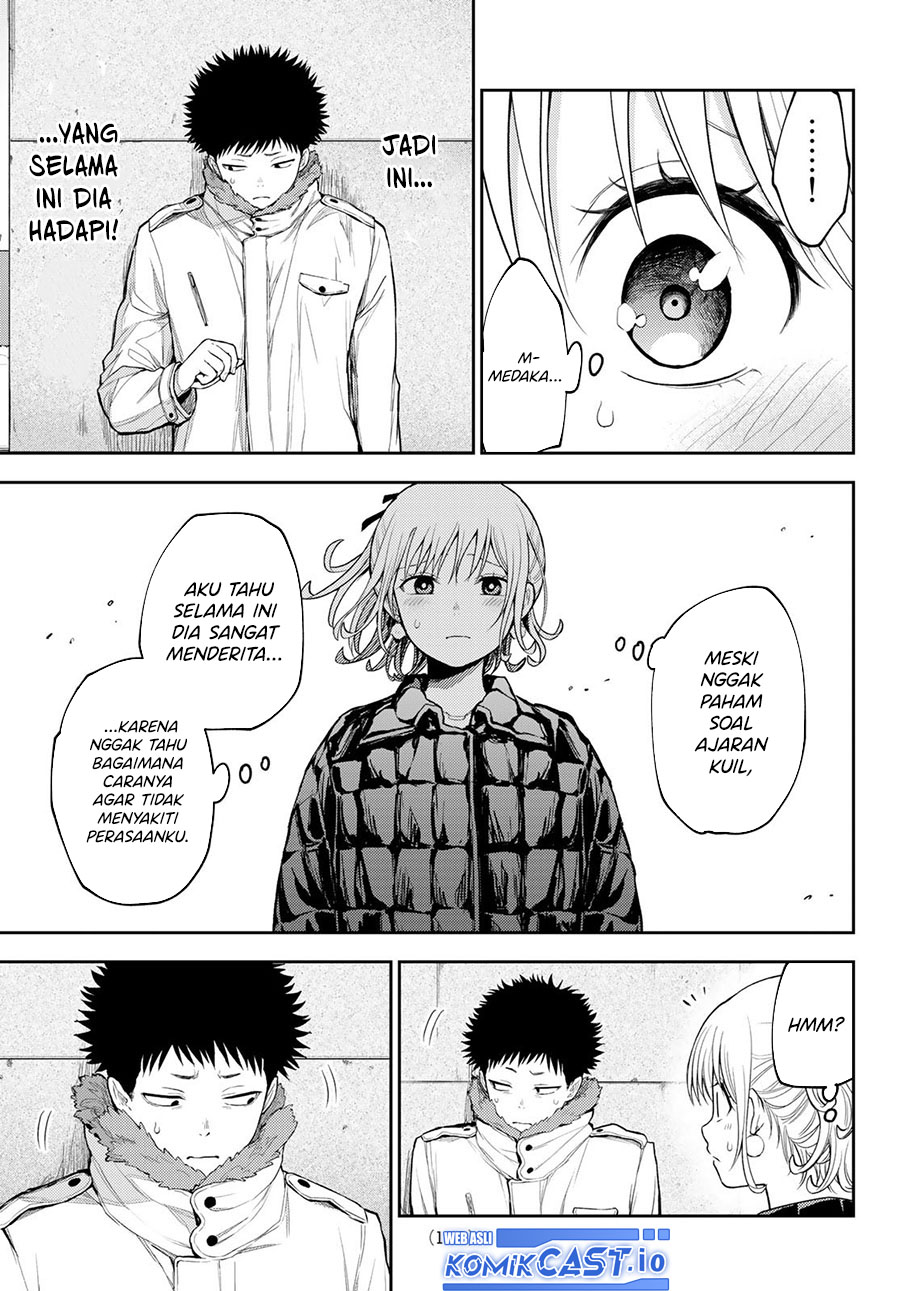 ......!
M-
MEDAKA...
JADI
INI...
...YANG
SELAMA
INI DIA
HADAPI!
MESKI
NGGAK
PAHAM
SOAL
AJARAN
KUIL,
AKU TAHU
SELAMA INI
DIA SANGAT
MENDERITA...
...KARENA
NGGAK TAHU
BAGAIMANA
CARANYA
AGAR TIDAK
MENYAKITI
PERASAANKU.
HMM?
(1
WEB ASLI
KOMIKCAST.io